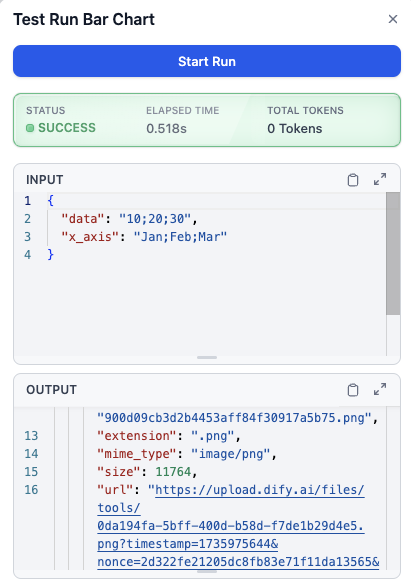 Test Run Bar Chart
Start Run
STATUS ELAPSED TIME TOTAL TOKENS
SUCCESS 0.518s 0 Tokens
INPUT
1 {
2 "data": "10;20;30",
3 "x_axis": "Jan;Feb;Mar"
4 }
OUTPUT
"900d09cb3d2b4453aff84f30917a5b75.png",
13 "extension": ".png",
14 "mime_type": "image/png",
15 "size": 11764,
16 "url": "https://upload.dify.ai/files/
tools/
0da194fa-5bff-400d-b58d-f7de1b29d4e5.
png?timestamp=1735975644&
nonce=2d322fe21205dc8fb83e71f11da13565&